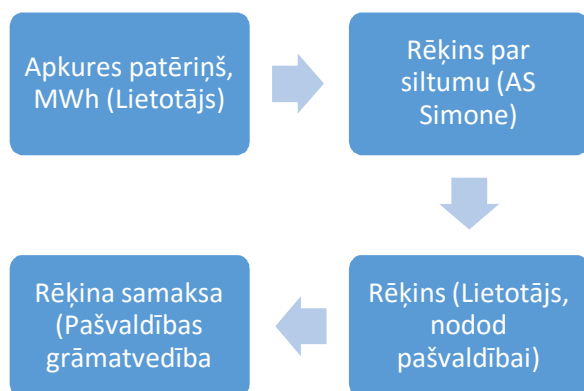 Apkures patēriņš,
MWh (Lietotājs)
Rēķins par
siltumu (AS
Simone)
Rēķins (Lietotājs,
nodod
pašvaldībai)
Rēķina samaksa
(Pašvaldības
grāmatvedība